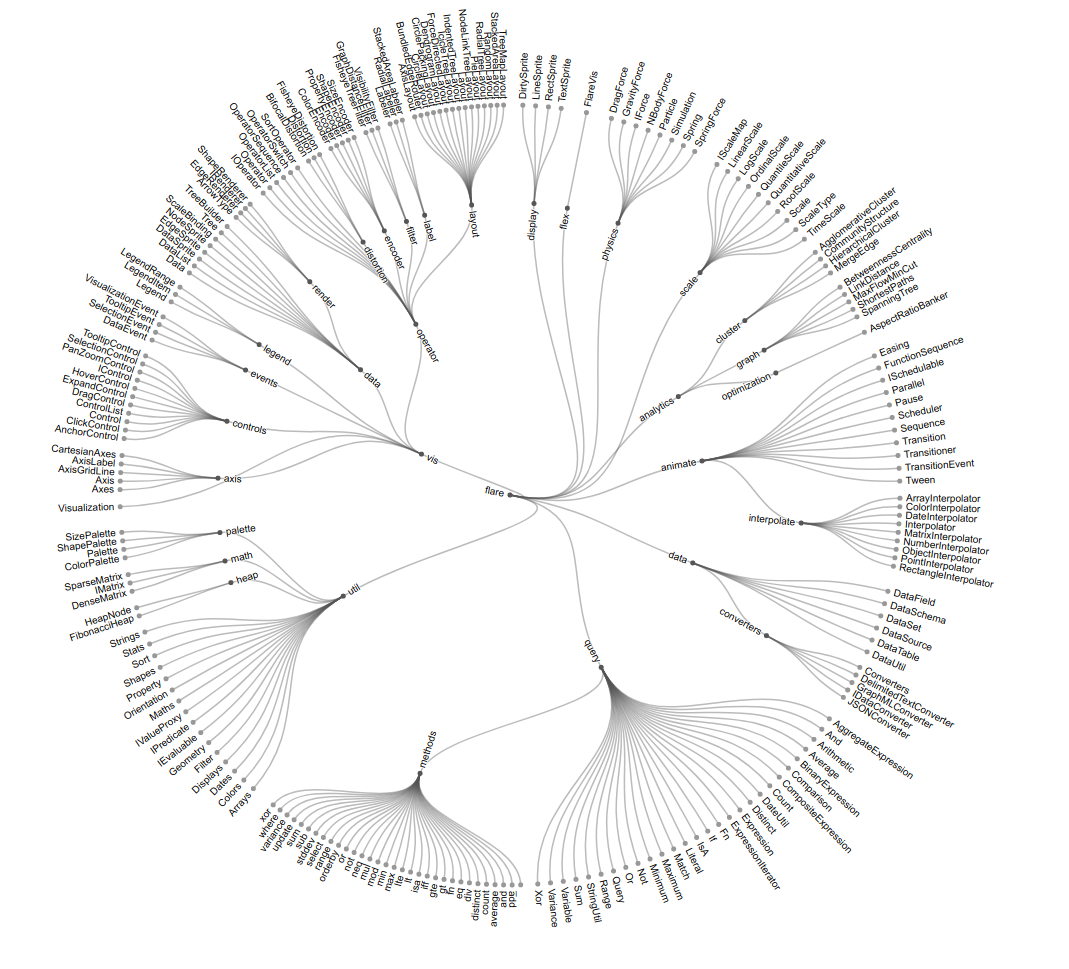 flare
analytics
cluster
AgglomerativeCluster
CommunityStructure
HierarchicalCluster
MergeEdge
graph
BetweennessCentrality
LinkDistance
MaxFlowMinCut
ShortestPaths
SpanningTree
optimization
AspectRatioBanker
animate
Easing
FunctionSequence
ISchedulable
Parallel
Pause
Scheduler
Sequence
Transition
Transitioner
TransitionEvent
Tween
interpolate
ArrayInterpolator
ColorInterpolator
DateInterpolator
Interpolator
MatrixInterpolator
NumberInterpolator
ObjectInterpolator
PointInterpolator
RectangleInterpolator
data
DataField
DataSchema
DataSet
DataSource
DataTable
DataUtil
converters
Converters
DelimitedTextConverter
GraphMLConverter
IDataConverter
JSONConverter
query
AggregateExpression
And
Arithmetic
Average
BinaryExpression
Comparison
CompositeExpression
Count
DateUtil
Distinct
Expression
ExpressionIterator
Fn
If
IsA
Literal
Match
Maximum
Minimum
Not
Or
Query
Range
StringUtil
Sum
Variable
Variance
Xor
methods
add
and
average
count
distinct
div
eq
fn
gt
gte
iff
isa
lt
lte
max
min
mod
mul
neq
not
or
orderby
range
select
stddev
sub
sum
update
variance
where
xor
util
Arrays
Colors
Dates
Displays
Filter
Geometry
IEvaluable
IPredicate
IValueProxy
Maths
Orientation
Property
Shapes
Sort
Stats
Strings
heap
FibonacciHeap
HeapNode
math
DenseMatrix
IMatrix
SparseMatrix
palette
ColorPalette
Palette
ShapePalette
SizePalette
vis
Visualization
axis
Axes
Axis
AxisGridLine
AxisLabel
CartesianAxes
controls
AnchorControl
ClickControl
Control
ControlList
DragControl
ExpandControl
HoverControl
IControl
PanZoomControl
SelectionControl
TooltipControl
events
DataEvent
SelectionEvent
TooltipEvent
VisualizationEvent
legend
Legend
LegendItem
LegendRange
data
Data
DataList
DataSprite
EdgeSprite
NodeSprite
ScaleBinding
Tree
TreeBuilder
render
ArrowType
EdgeRenderer
IRenderer
ShapeRenderer
operator
IOperator
Operator
OperatorList
OperatorSequence
OperatorSwitch
SortOperator
distortion
BifocalDistortion
Distortion
FisheyeDistortion
encoder
ColorEncoder
Encoder
PropertyEncoder
ShapeEncoder
SizeEncoder
filter
FisheyeTreeFilter
GraphDistanceFilter
VisibilityFilter
label
Labeler
RadialLabeler
StackedAreaLabeler
layout
AxisLayout
BundledEdgeRouter
CircleLayout
CirclePackingLayout
DendrogramLayout
ForceDirectedLayout
IcicleTreeLayout
IndentedTreeLayout
Layout
NodeLinkTreeLayout
PieLayout
RadialTreeLayout
RandomLayout
StackedAreaLayout
TreeMapLayout
display
DirtySprite
LineSprite
RectSprite
TextSprite
flex
FlareVis
physics
DragForce
GravityForce
IForce
NBodyForce
Particle
Simulation
Spring
SpringForce
scale
IScaleMap
LinearScale
LogScale
OrdinalScale
QuantileScale
QuantitativeScale
RootScale
Scale
ScaleType
TimeScale